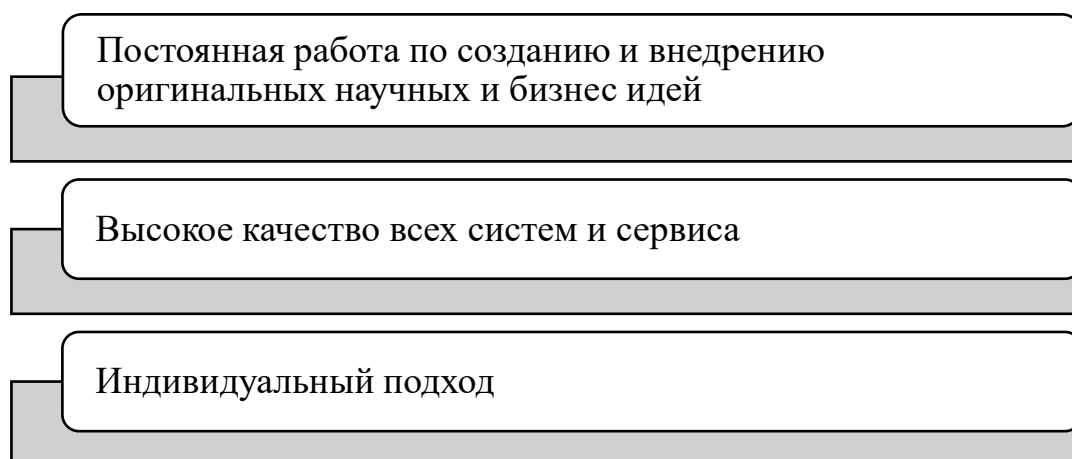 Постоянная работа по созданию и внедрению
оригинальных научных и бизнес идей
Высокое качество всех систем и сервиса
Индивидуальный подход